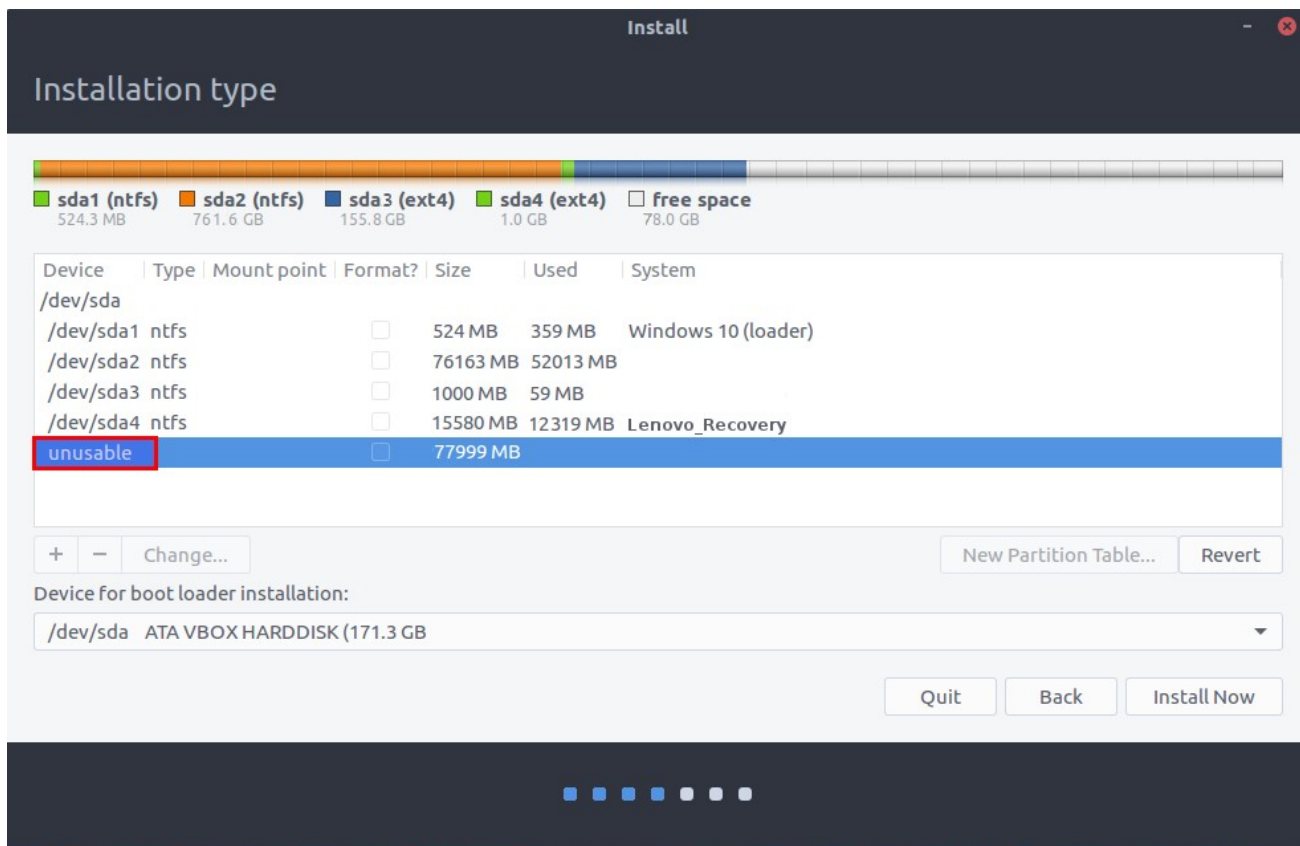 Install
Installation type
sda1 (ntfs) sda2 (ntfs) sda3 (ext4) sda4 (ext4) free space
524.3 MB 761.6 GB 155.8 GB 1.0 GB 78.0 GB
Device Type Mount point Format? Size Used System
/dev/sda
/dev/sda1 ntfs 524 MB 359 MB Windows 10 (loader)
/dev/sda2 ntfs 76163 MB 52013 MB
/dev/sda3 ntfs 1000 MB 59 MB
/dev/sda4 ntfs 15580 MB 12319 MB Lenovo_Recovery
unusable 77999 MB
+ − Change... New Partition Table... Revert
Device for boot loader installation:
/dev/sda ATA VBOX HARDDISK (171.3 GB
Quit Back Install Now